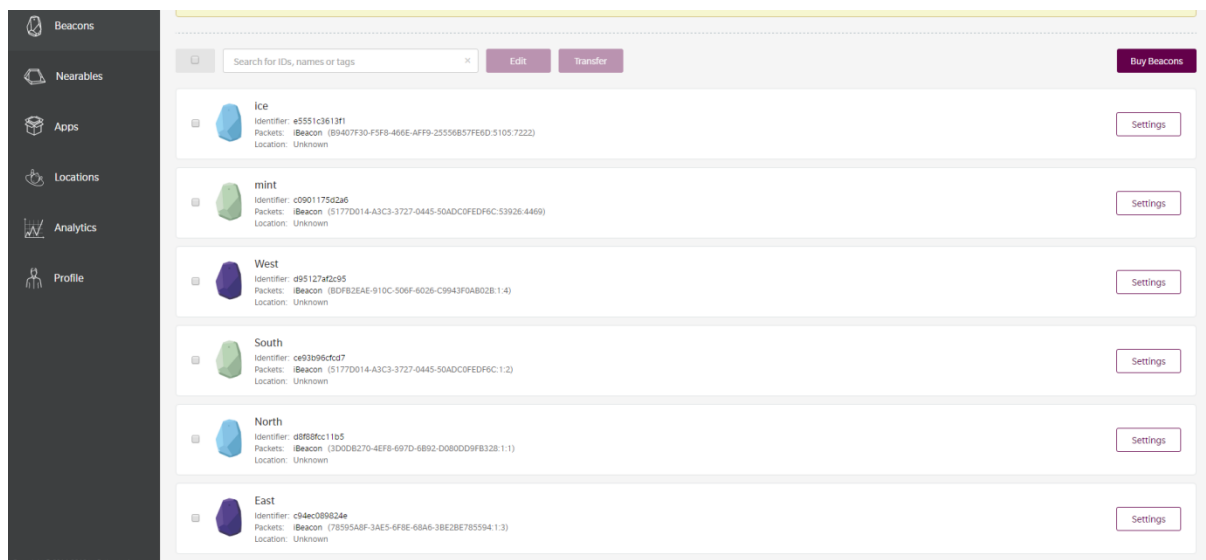 Beacons
Nearables
Apps
Locations
Analytics
Profile
Search for IDs, names or tags × Edit Transfer Buy Beacons
ice
Identifier: e5551c3613f1
Packets: iBeacon (B9407F30-F5F8-466E-AFF9-25556B57FE6D:5105:7222)
Location: Unknown
Settings
mint
Identifier: c0901175d2a6
Packets: iBeacon (5177D014-A3C3-3727-0445-50ADC0FEDF6C:53926:4469)
Location: Unknown
Settings
West
Identifier: d95127af2c95
Packets: iBeacon (BDFB2EAE-910C-506F-6026-C9943F0AB02B:1:4)
Location: Unknown
Settings
South
Identifier: ce93b96cfcd7
Packets: iBeacon (5177D014-A3C3-3727-0445-50ADC0FEDF6C:1:2)
Location: Unknown
Settings
North
Identifier: d8f88fcc11b5
Packets: iBeacon (3D0DB270-4EF8-697D-6B92-D080DD9FB328:1:1)
Location: Unknown
Settings
East
Identifier: c94ec089824e
Packets: iBeacon (78595A8F-3AE5-6F8E-68A6-3BE2BE785594:1:3)
Location: Unknown
Settings